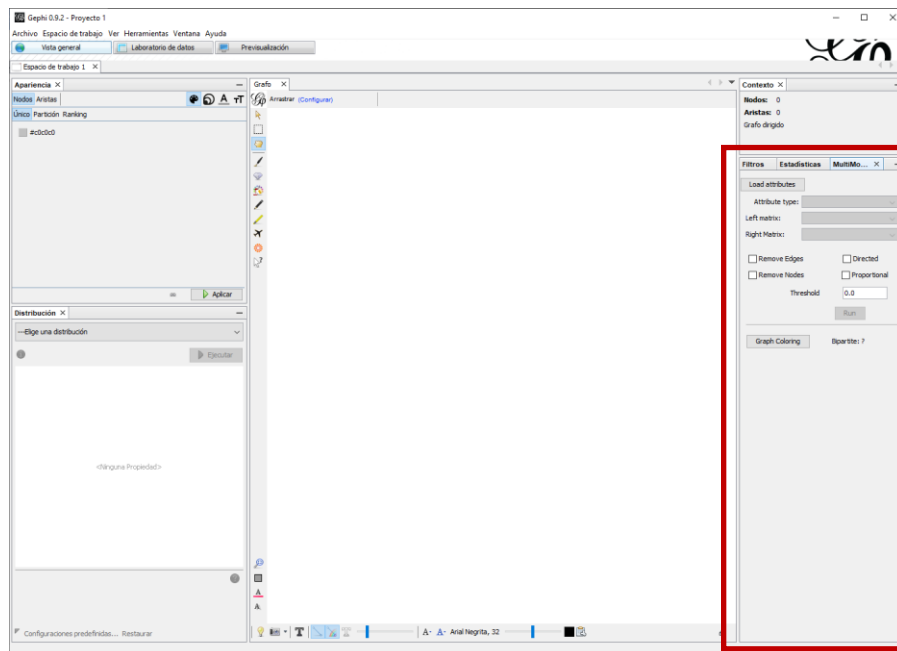 Gephi 0.9.2 - Proyecto 1
Archivo Espacio de trabajo Ver Herramientas Ventana Ayuda
Vista general Laboratorio de datos Previsualización
Espacio de trabajo 1
Apariencia
Nodos Aristas
Único Partición Ranking
#c0c0c0
Aplicar
Distribución
---Elige una distribución
Ejecutar
<Ninguna Propiedad>
Configuraciones predefinidas... Restaurar
Grafo
Arrastrar (Configurar)
A- A- Arial Negrita, 32
Contexto
Nodos: 0
Aristas: 0
Grafo dirigido
Filtros Estadísticas MultiMo...
Load attributes
Attribute type:
Left matrix:
Right Matrix:
Remove Edges Directed
Remove Nodes Proportional
Threshold 0.0
Run
Graph Coloring Bipartite: ?